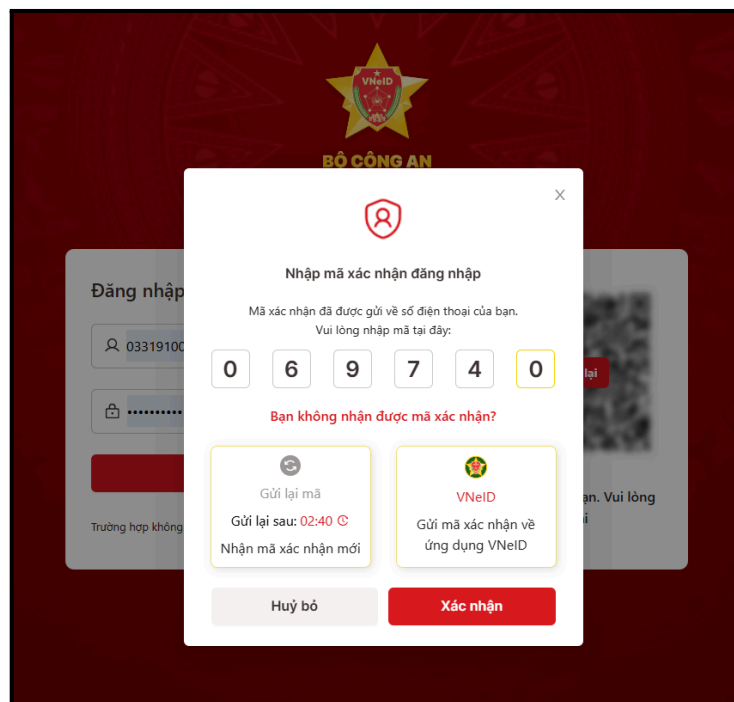 VNeID
BỘ CÔNG AN
X
Nhập mã xác nhận đăng nhập
Mã xác nhận đã được gửi về số điện thoại của bạn.
Vui lòng nhập mã tại đây:
0 6 9 7 4 0
Bạn không nhận được mã xác nhận?
Gửi lại mã
Gửi lại sau: 02:40
Nhận mã xác nhận mới
VNeID
Gửi mã xác nhận về
ứng dụng VNeID
Huỷ bỏ
Xác nhận
Đăng nhập
0331910
Trường hợp không
lại
Vui lòng